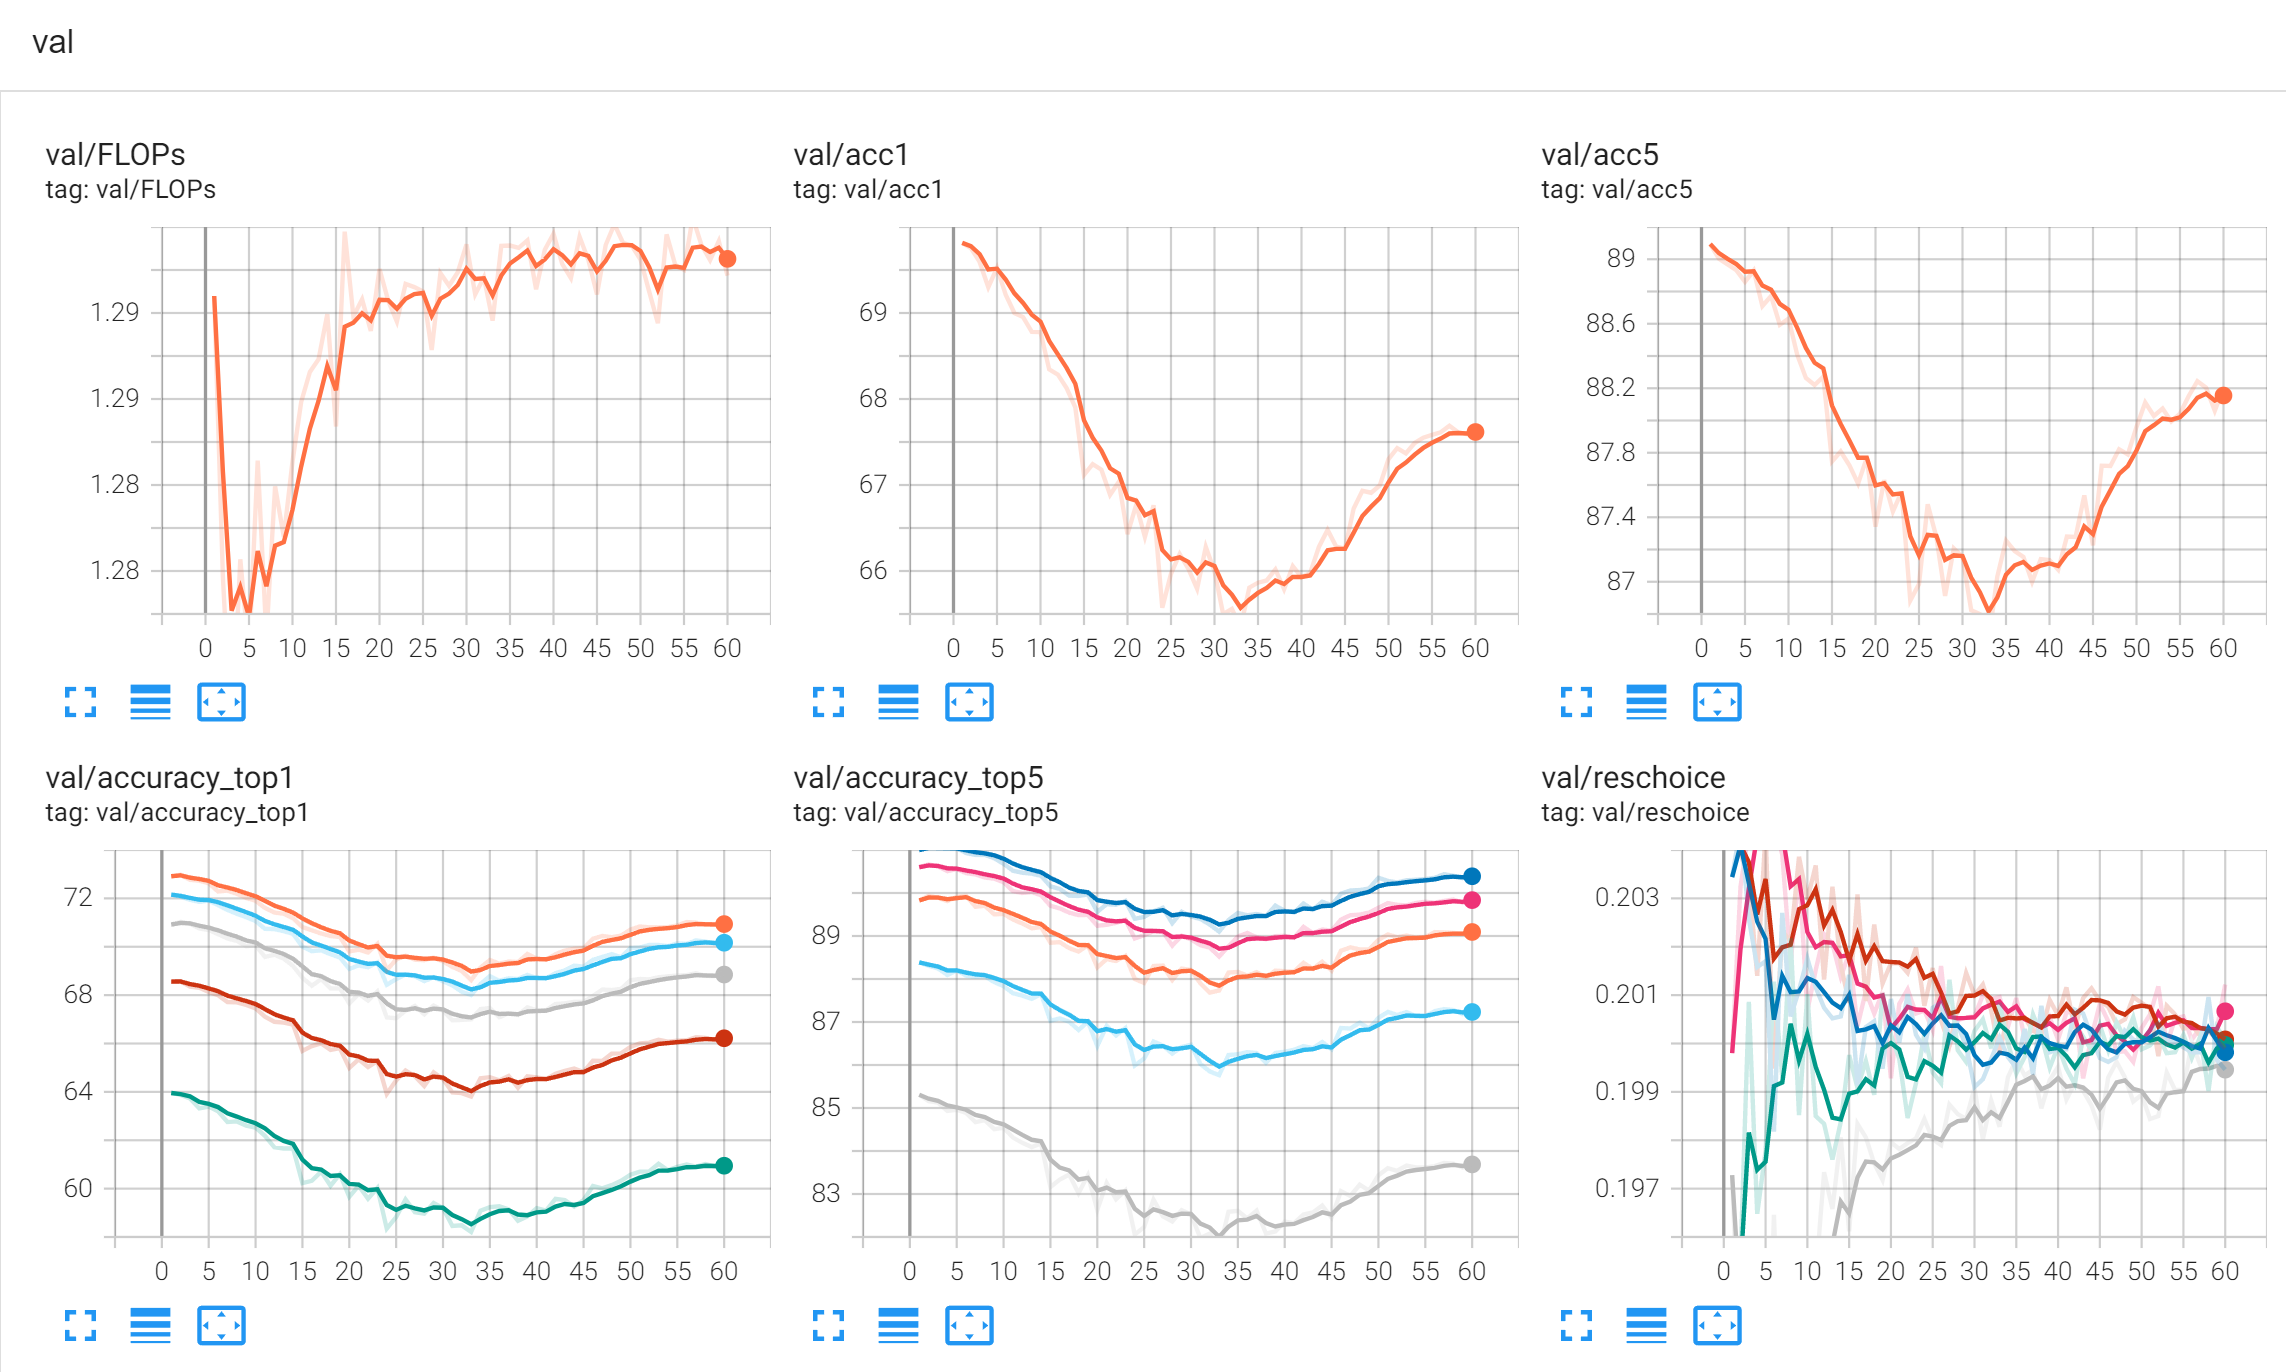 val
val/FLOPs
tag: val/FLOPs
1.29
1.29
1.28
1.28
0 5 10 15 20 25 30 35 40 45 50 55 60
val/acc1
tag: val/acc1
69
68
67
66
0 5 10 15 20 25 30 35 40 45 50 55 60
val/acc5
tag: val/acc5
89
88.6
88.2
87.8
87.4
87
0 5 10 15 20 25 30 35 40 45 50 55 60
val/accuracy_top1
tag: val/accuracy_top1
72
68
64
60
0 5 10 15 20 25 30 35 40 45 50 55 60
val/accuracy_top5
tag: val/accuracy_top5
89
87
85
83
0 5 10 15 20 25 30 35 40 45 50 55 60
val/reschoice
tag: val/reschoice
0.203
0.201
0.199
0.197
0 5 10 15 20 25 30 35 40 45 50 55 60